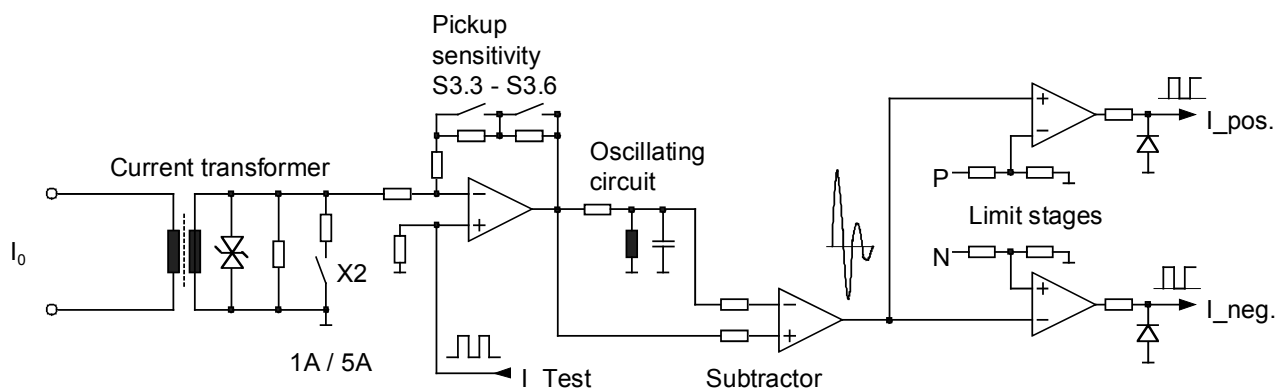 Pickup
sensitivity
S3.3 - S3.6
Current transformer
Oscillating
circuit
I_pos.
P
Limit stages
N
I0
X2
I_neg.
1A / 5A
I_Test
Subtractor